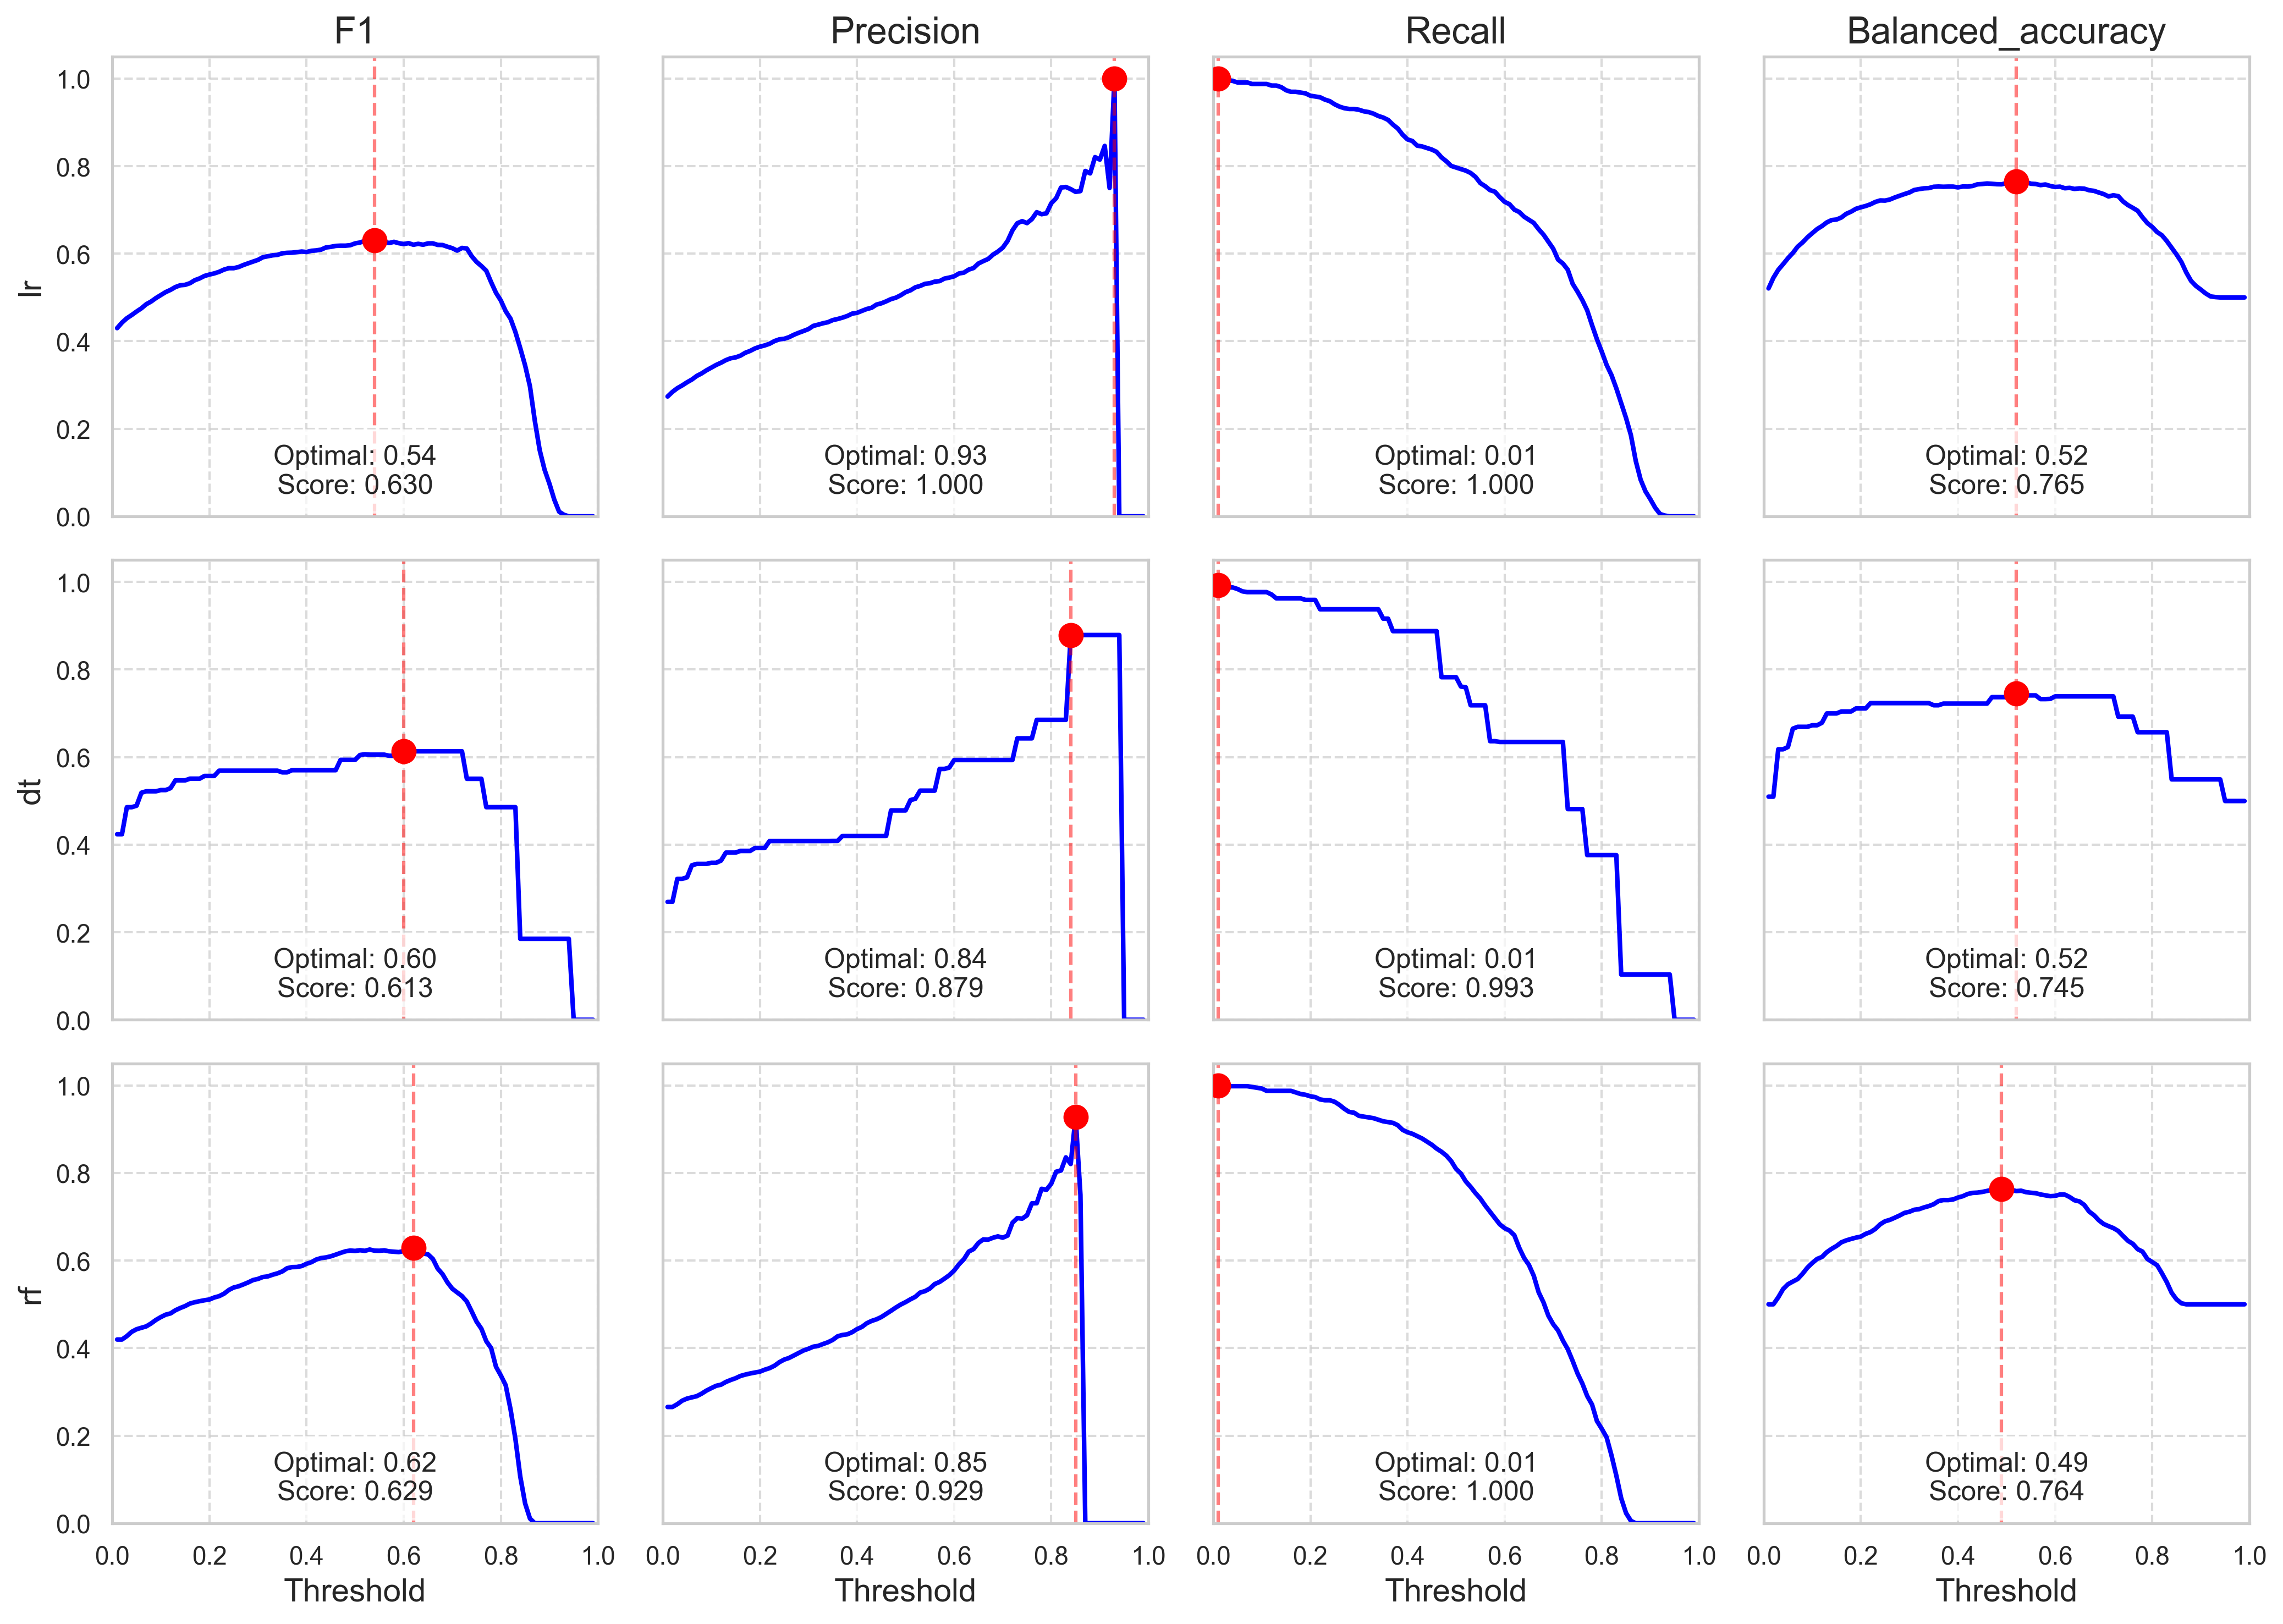 F1 Precision Recall Balanced_accuracy
lr
1.0
0.8
0.6
0.4
0.2
0.0
Optimal: 0.54
Score: 0.630
Optimal: 0.93
Score: 1.000
Optimal: 0.01
Score: 1.000
Optimal: 0.52
Score: 0.765
dt
1.0
0.8
0.6
0.4
0.2
0.0
Optimal: 0.60
Score: 0.613
Optimal: 0.84
Score: 0.879
Optimal: 0.01
Score: 0.993
Optimal: 0.52
Score: 0.745
rf
1.0
0.8
0.6
0.4
0.2
0.0
Optimal: 0.62
Score: 0.629
Optimal: 0.85
Score: 0.929
Optimal: 0.01
Score: 1.000
Optimal: 0.49
Score: 0.764
0.0 0.2 0.4 0.6 0.8 1.0 0.0 0.2 0.4 0.6 0.8 1.0 0.0 0.2 0.4 0.6 0.8 1.0 0.0 0.2 0.4 0.6 0.8 1.0
Threshold Threshold Threshold Threshold